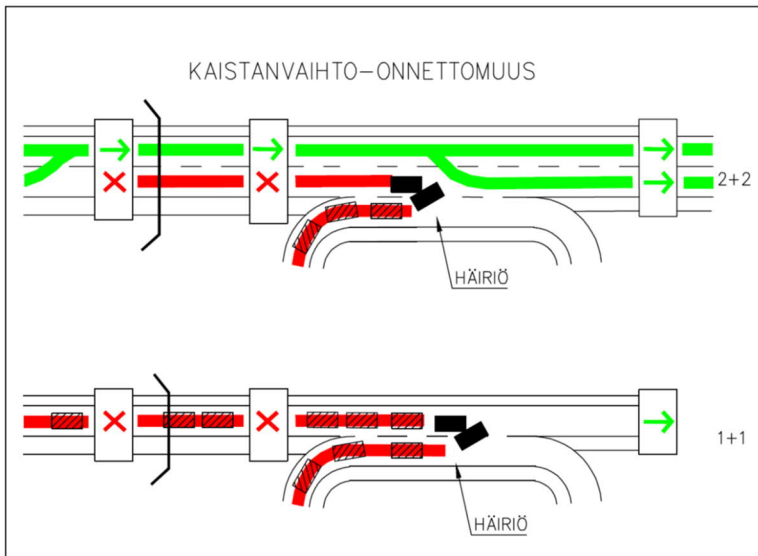 KAISTANVAIHTO-ONNETTOMUUS
2+2
HÄIRIÖ
1+1
HÄIRIÖ